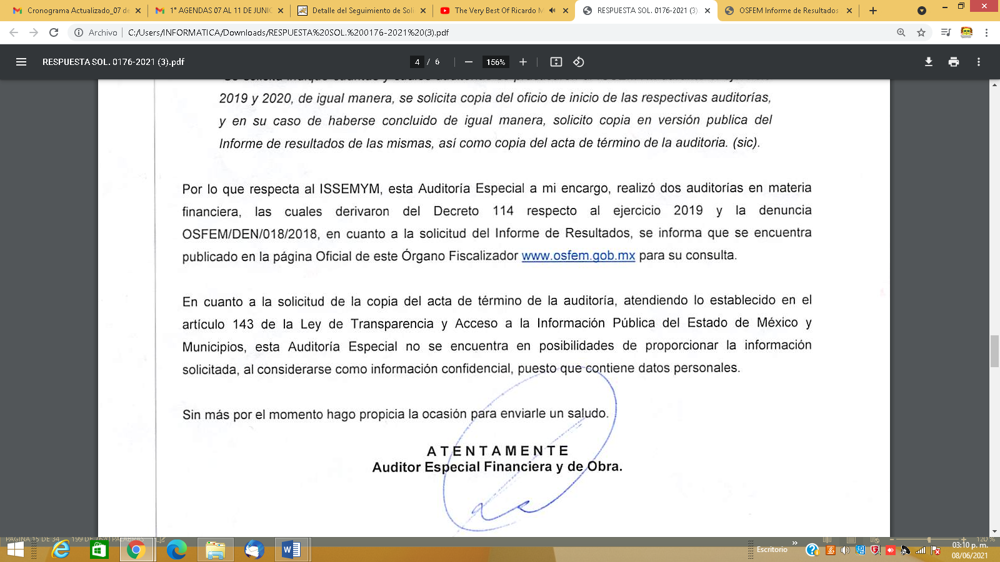 Cronograma Actualizado_07 de
1° AGENDAS 07 AL 11 DE JUNIO
Detalle del Seguimiento de Soli
The Very Best Of Ricardo M
RESPUESTA SOL. 0176-2021 (3)
OSFEM Informe de Resultados
Archivo
C:/Users/INFORMATICA/Downloads/RESPUESTA%20SOL.%200176-2021%20(3).pdf
RESPUESTA SOL. 0176-2021 (3).pdf
4 / 6
156%
2019 y 2020, de igual manera, se solicita copia del oficio de inicio de las respectivas auditorías,
y en su caso de haberse concluido de igual manera, solicito copia en versión publica del
Informe de resultados de las mismas, así como copia del acta de término de la auditoria. (sic).
Por lo que respecta al ISSEMYM, esta Auditoría Especial a mi encargo, realizó dos auditorías en materia
financiera, las cuales derivaron del Decreto 114 respecto al ejercicio 2019 y la denuncia
OSFEM/DEN/018/2018, en cuanto a la solicitud del Informe de Resultados, se informa que se encuentra
publicado en la página Oficial de este Órgano Fiscalizador www.osfem.gob.mx para su consulta.
En cuanto a la solicitud de la copia del acta de término de la auditoría, atendiendo lo establecido en el
artículo 143 de la Ley de Transparencia y Acceso a la Información Pública del Estado de México y
Municipios, esta Auditoría Especial no se encuentra en posibilidades de proporcionar la información
solicitada, al considerarse como información confidencial, puesto que contiene datos personales.
Sin más por el momento hago propicia la ocasión para enviarle un saludo.
A T E N T A M E N T E
Auditor Especial Financiera y de Obra.
PÁGINA 15 DE 34 199 DE 7620 PALABRAS
120 %
Escritorio
03:10 p. m.
08/06/2021